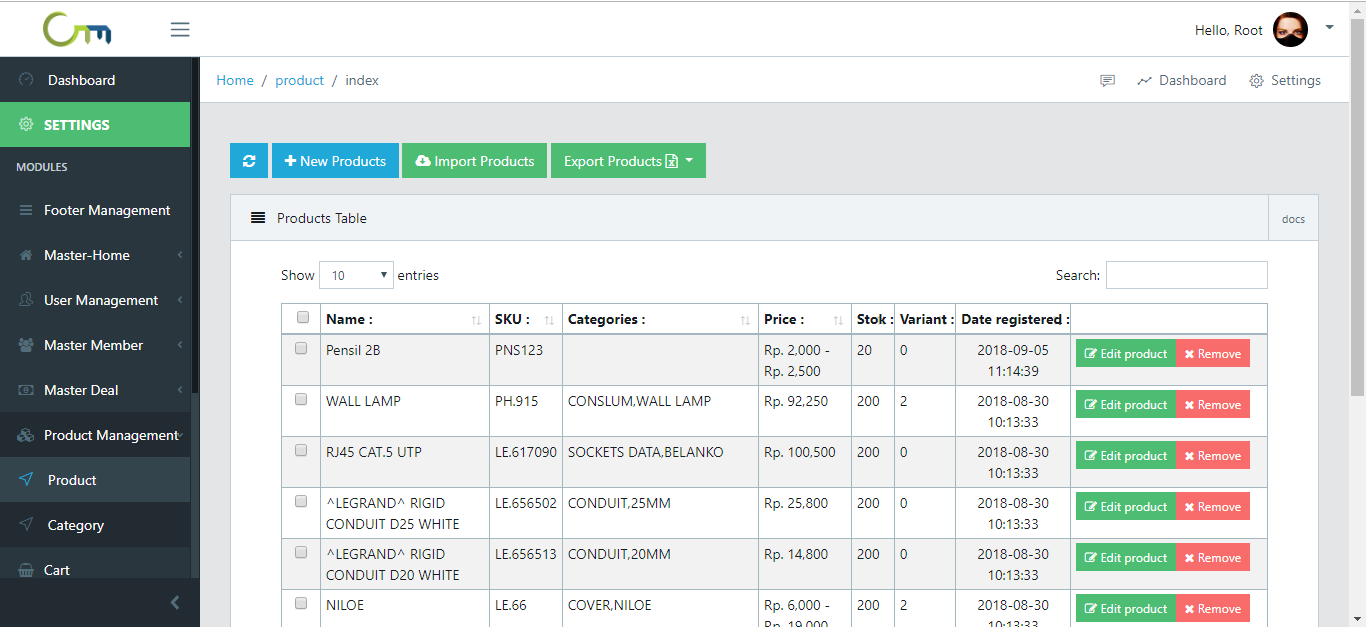 Cnm
Hello, Root
Dashboard
SETTINGS
MODULES
Footer Management
Master-Home
User Management
Master Member
Master Deal
Product Management
Product
Category
Cart
Home / product / index
Dashboard
Settings
New Products
Import Products
Export Products
Products Table
docs
Show 10 entries
Search:
Name : SKU : Categories : Price : Stok : Variant : Date registered :
Pensil 2B PNS123 Rp. 2,000 - 20 0 2018-09-05 Edit product Remove
Rp. 2,500 11:14:39
WALL LAMP PH.915 CONSLUM,WALL LAMP Rp. 92,250 200 2 2018-08-30 Edit product Remove
10:13:33
RJ45 CAT.5 UTP LE.617090 SOCKETS DATA,BELANKO Rp. 100,500 200 0 2018-08-30 Edit product Remove
10:13:33
^LEGRAND^ RIGID LE.656502 CONDUIT,25MM Rp. 25,800 200 0 2018-08-30 Edit product Remove
CONDUIT D25 WHITE 10:13:33
^LEGRAND^ RIGID LE.656513 CONDUIT,20MM Rp. 14,800 200 0 2018-08-30 Edit product Remove
CONDUIT D20 WHITE 10:13:33
NILOE LE.66 COVER,NILOE Rp. 6,000 - 200 2 2018-08-30 Edit product Remove
Rp. 19,000 10:13:33